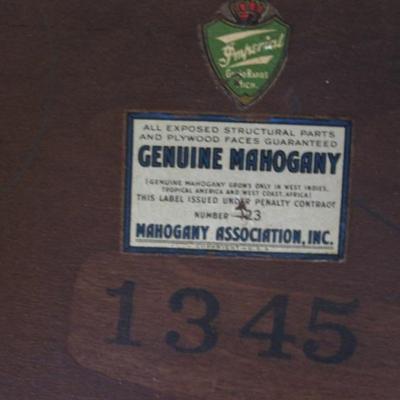 Imperial
GRAND RAPIDS
MICH.
ALL EXPOSED STRUCTURAL PARTS
AND PLYWOOD FACES GUARANTEED
GENUINE MAHOGANY
(GENUINE MAHOGANY GROWS ONLY IN WEST INDIES,
TROPICAL AMERICA AND WEST COAST, AFRICA)
THIS LABEL ISSUED UNDER PENALTY CONTRACT
NUMBER 123
MAHOGANY ASSOCIATION, INC.
COPYRIGHT - U.S.A.
1345